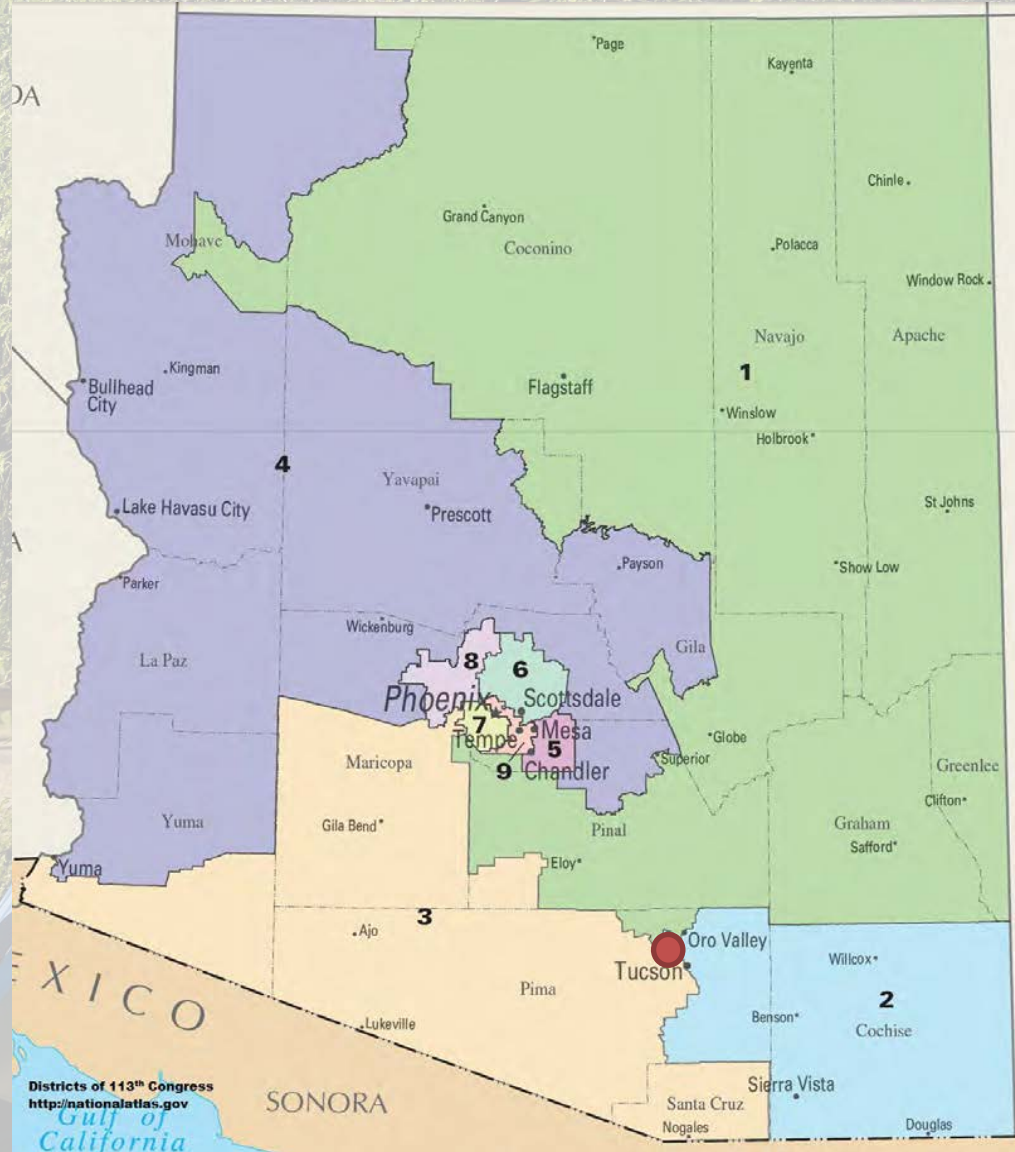 Page
Kayenta
DA
Chinle
Grand Canyon
Mohave
Coconino
Polacca
Window Rock
Navajo
Apache
Kingman
1
Bullhead
City
Flagstaff
Winslow
Holbrook
4
Yavapai
Lake Havasu City
Prescott
St Johns
A
Payson
Show Low
Parker
Wickenburg
Gila
La Paz
8
6
Phoenix
Scottsdale
7
Mesa
Tempe
5
Globe
Superior
Maricopa
9
Chandler
Greenlee
Clifton
Yuma
Gila Bend
Pinal
Graham
Safford
Eloy
Yuma
3
Ajo
Oro Valley
Willcox
Tucson
EXICO
Pima
2
Benson
Cochise
Lukeville
Districts of 113th Congress
http://nationalatlas.gov
Sierra Vista
SONORA
Santa Cruz
Gulf of
California
Nogales
Douglas